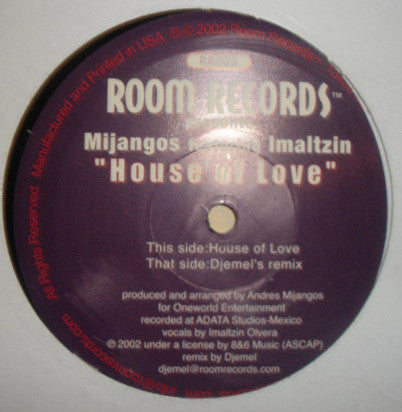 All Rights Reserved Manufactured and Printed in USA ℗© 2002 Room Records™
info@roomrecords.com
ROOM RECORDS™
Mijangos Imaltzin
"House of Love"
This side:House of Love
That side:Djemel's remix
produced and arranged by Andres Mijangos
for Oneworld Entertainment
recorded at ADATA Studios-Mexico
vocals by Imaltzin Olvera
℗ 2002 under a license by 8&6 Music (ASCAP)
remix by Djemel
djemel@roomrecords.com